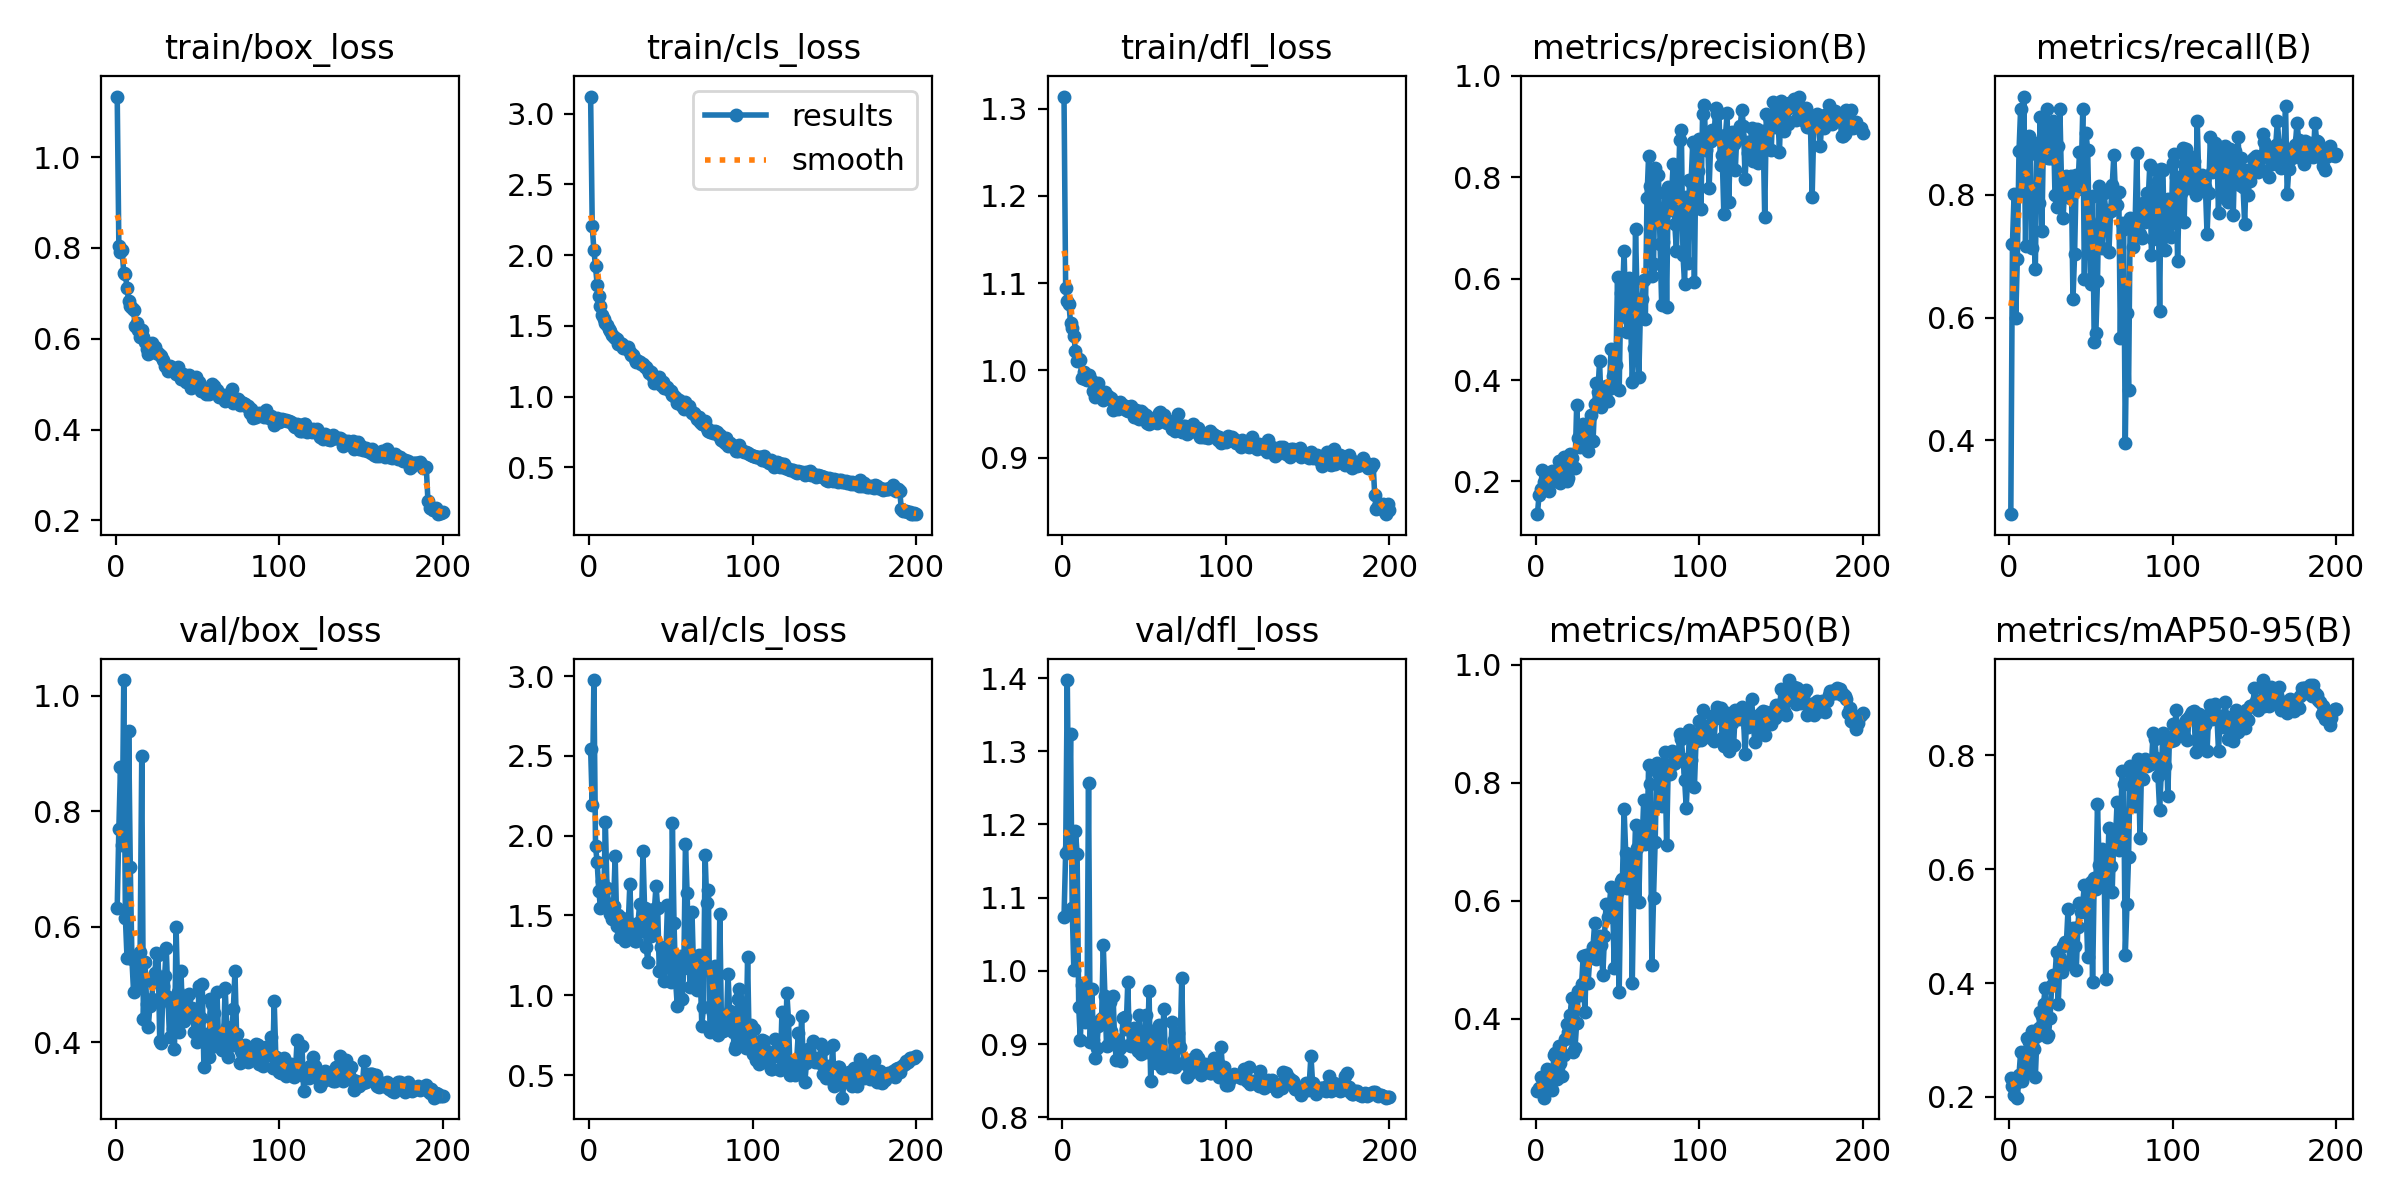 train/box_loss
train/cls_loss
train/dfl_loss
metrics/precision(B)
metrics/recall(B)
1.0
0.8
0.6
0.4
0.2
0 100 200
3.0
2.5
2.0
1.5
1.0
0.5
0 100 200
results
smooth
1.3
1.2
1.1
1.0
0.9
0 100 200
1.0
0.8
0.6
0.4
0.2
0 100 200
0.8
0.6
0.4
0 100 200
val/box_loss
val/cls_loss
val/dfl_loss
metrics/mAP50(B)
metrics/mAP50-95(B)
1.0
0.8
0.6
0.4
0 100 200
3.0
2.5
2.0
1.5
1.0
0.5
0 100 200
1.4
1.3
1.2
1.1
1.0
0.9
0.8
0 100 200
1.0
0.8
0.6
0.4
0 100 200
0.8
0.6
0.4
0.2
0 100 200